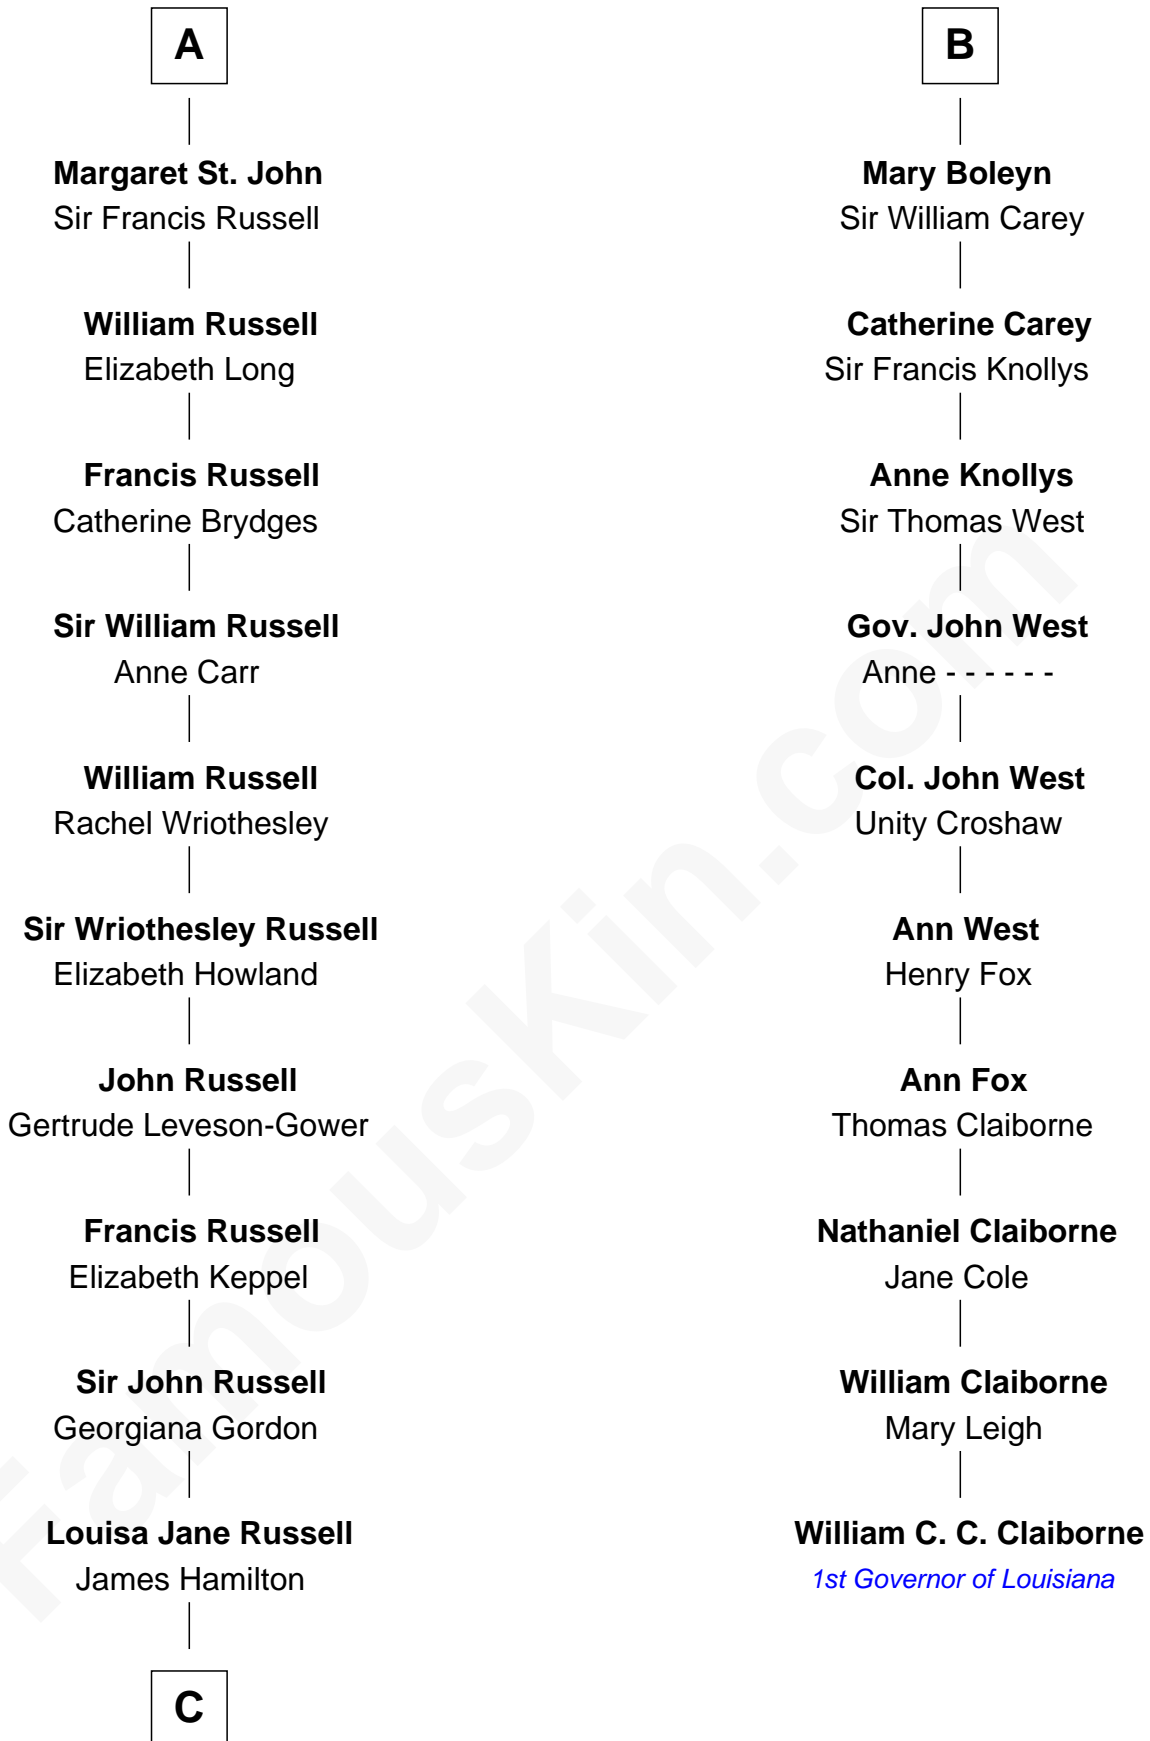 A
Margaret St. John
Sir Francis Russell
William Russell
Elizabeth Long
Francis Russell
Catherine Brydges
Sir William Russell
Anne Carr
William Russell
Rachel Wriothesley
Sir Wriothesley Russell
Elizabeth Howland
John Russell
Gertrude Leveson-Gower
Francis Russell
Elizabeth Keppel
Sir John Russell
Georgiana Gordon
Louisa Jane Russell
James Hamilton
C
B
Mary Boleyn
Sir William Carey
Catherine Carey
Sir Francis Knollys
Anne Knollys
Sir Thomas West
Gov. John West
Anne - - - - - -
Col. John West
Unity Croshaw
Ann West
Henry Fox
Ann Fox
Thomas Claiborne
Nathaniel Claiborne
Jane Cole
William Claiborne
Mary Leigh
William C. C. Claiborne
1st Governor of Louisiana
FamousKin.com